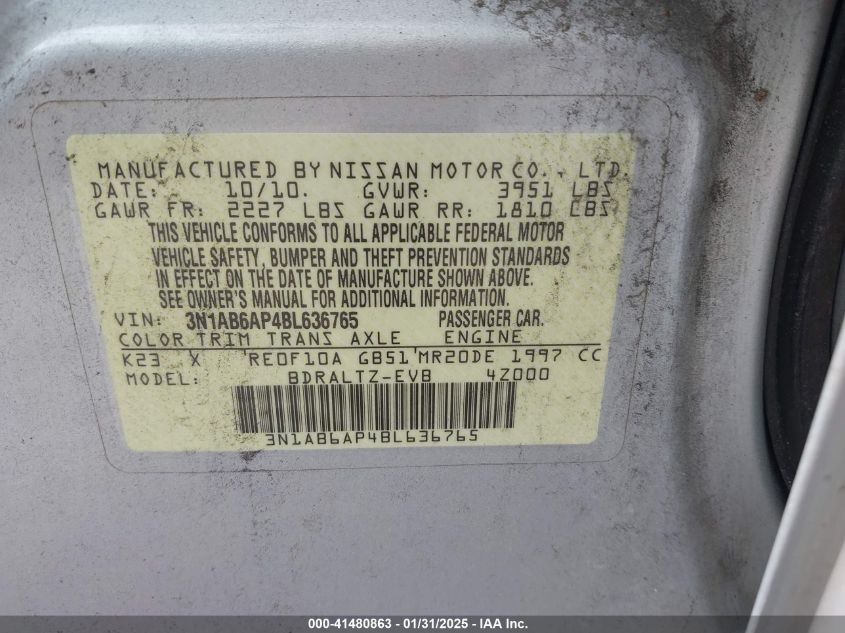 MANUFACTURED BY NISSAN MOTOR CO., LTD.
DATE: 10/10. GVWR: 3951 LBS
GAWR FR: 2227 LBS GAWR RR: 1810 LBS
THIS VEHICLE CONFORMS TO ALL APPLICABLE FEDERAL MOTOR
VEHICLE SAFETY, BUMPER AND THEFT PREVENTION STANDARDS
IN EFFECT ON THE DATE OF MANUFACTURE SHOWN ABOVE.
SEE OWNER'S MANUAL FOR ADDITIONAL INFORMATION.
VIN: 3N1AB6AP4BL636765 PASSENGER CAR.
COLOR TRIM TRANS AXLE ENGINE
K23 X RE0F10A GB51 MR20DE 1997 CC
MODEL: BDRALTZ-EVB 4Z000
3N1AB6AP4BL636765
000-41480863 - 01/31/2025 - IAA Inc.